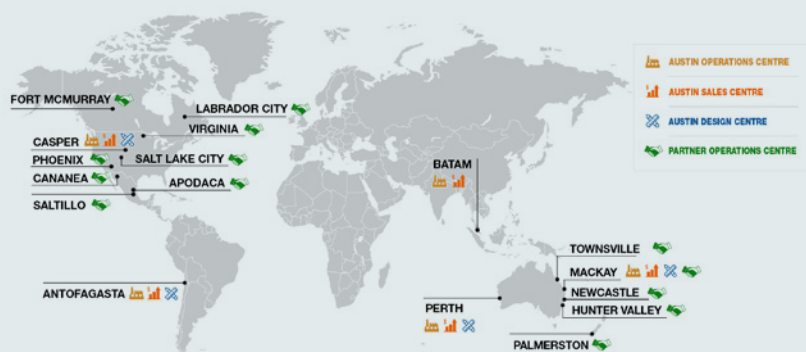 FORT MCMURRAY
LABRADOR CITY
VIRGINIA
CASPER
PHOENIX
SALT LAKE CITY
CANANEA
APODACA
SALTILLO
ANTOFAGASTA
BATAM
PERTH
TOWNSVILLE
MACKAY
NEWCASTLE
HUNTER VALLEY
PALMERSTON
AUSTIN OPERATIONS CENTRE
AUSTIN SALES CENTRE
AUSTIN DESIGN CENTRE
PARTNER OPERATIONS CENTRE